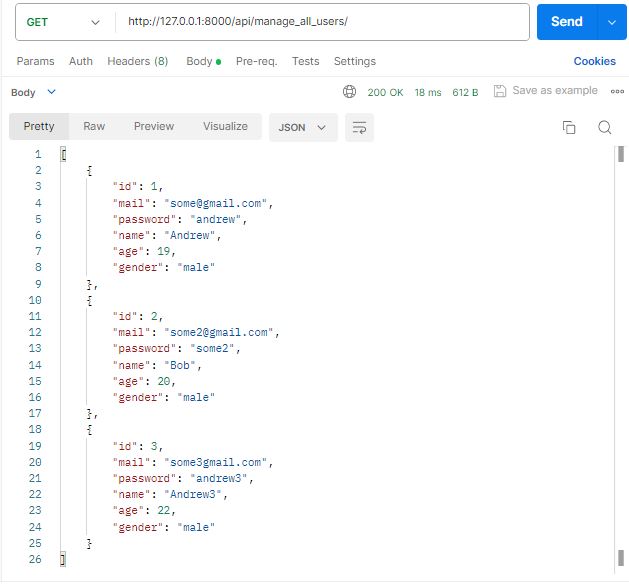 GET http://127.0.0.1:8000/api/manage_all_users/ Send
Params Auth Headers (8) Body Pre-req. Tests Settings Cookies
Body 200 OK 18 ms 612 B Save as example
Pretty Raw Preview Visualize JSON
1 [
2 {
3 "id": 1,
4 "mail": "some@gmail.com",
5 "password": "andrew",
6 "name": "Andrew",
7 "age": 19,
8 "gender": "male"
9 },
10 {
11 "id": 2,
12 "mail": "some2@gmail.com",
13 "password": "some2",
14 "name": "Bob",
15 "age": 20,
16 "gender": "male"
17 },
18 {
19 "id": 3,
20 "mail": "some3gmail.com",
21 "password": "andrew3",
22 "name": "Andrew3",
23 "age": 22,
24 "gender": "male"
25 }
26 ]